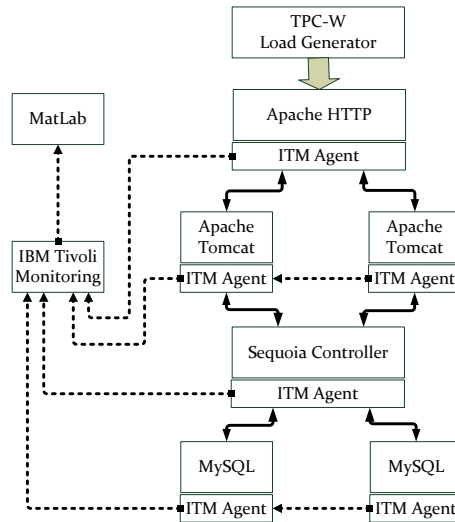 TPC-W
Load Generator
MatLab
Apache HTTP
ITM Agent
Apache
Tomcat
Apache
Tomcat
IBM Tivoli
Monitoring
ITM Agent
ITM Agent
Sequoia Controller
ITM Agent
MySQL
MySQL
ITM Agent
ITM Agent